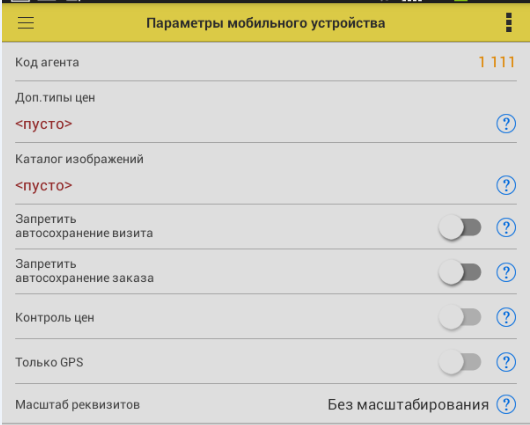 Параметры мобильного устройства
Код агента
1 111
Доп.типы цен
<пусто>
?
Каталог изображений
<пусто>
?
Запретить
автосохранение визита
?
Запретить
автосохранение заказа
?
Контроль цен
?
Только GPS
?
Масштаб реквизитов
Без масштабирования
?